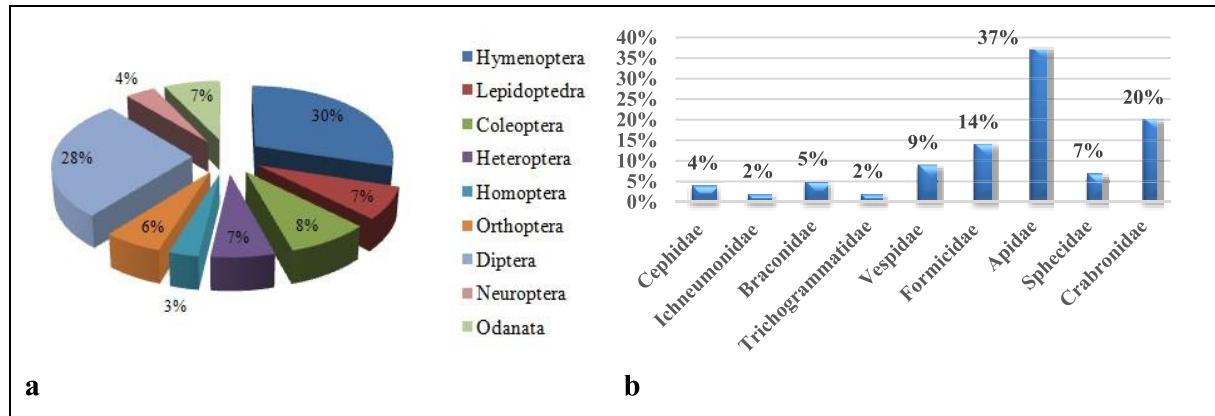 4%
7%
30%
28%
7%
6%
7%
8%
3%
Hymenoptera
Lepidoptedra
Coleoptera
Heteroptera
Homoptera
Orthoptera
Diptera
Neuroptera
Odanata
a
40%
35%
30%
25%
20%
15%
10%
5%
0%
4%
2%
5%
2%
9%
14%
37%
7%
20%
Cephidae
Ichneumonidae
Braconidae
Trichogrammatidae
Vespidae
Formicidae
Apidae
Sphecidae
Crabronidae
b